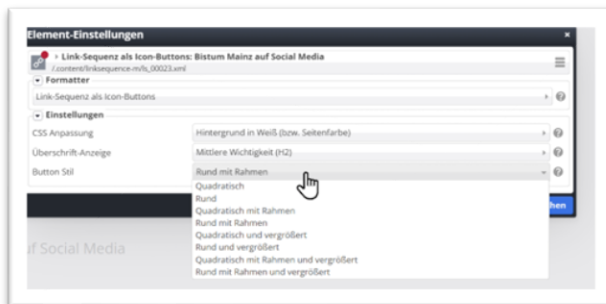 Element-Einstellungen
Link-Sequenz als Icon-Buttons: Bistum Mainz auf Social Media
/.content/linksequence-m/ls_00023.xml
Formatter
Link-Sequenz als Icon-Buttons
Einstellungen
CSS Anpassung Hintergrund in Weiß (bzw. Seitenfarbe)
Überschrift-Anzeige Mittlere Wichtigkeit (H2)
Button Stil Rund mit Rahmen
Quadratisch
Rund
Quadratisch mit Rahmen
Rund mit Rahmen
Quadratisch und vergrößert
Rund und vergrößert
Quadratisch mit Rahmen und vergrößert
Rund mit Rahmen und vergrößert
hen
uf Social Media